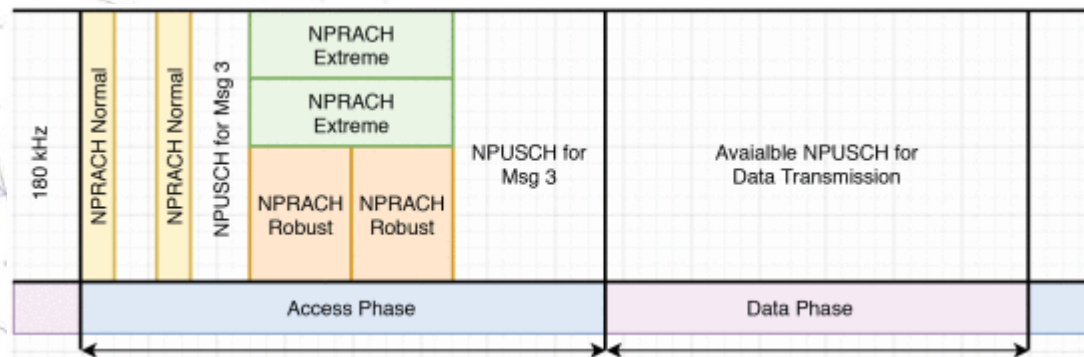 180 kHz
NPRACH Normal
NPRACH Normal
NPUSCH for Msg 3
NPRACH
Extreme
NPRACH
Extreme
NPRACH
Robust
NPRACH
Robust
NPUSCH for
Msg 3
Avaialble NPUSCH for
Data Transmission
Access Phase
Data Phase